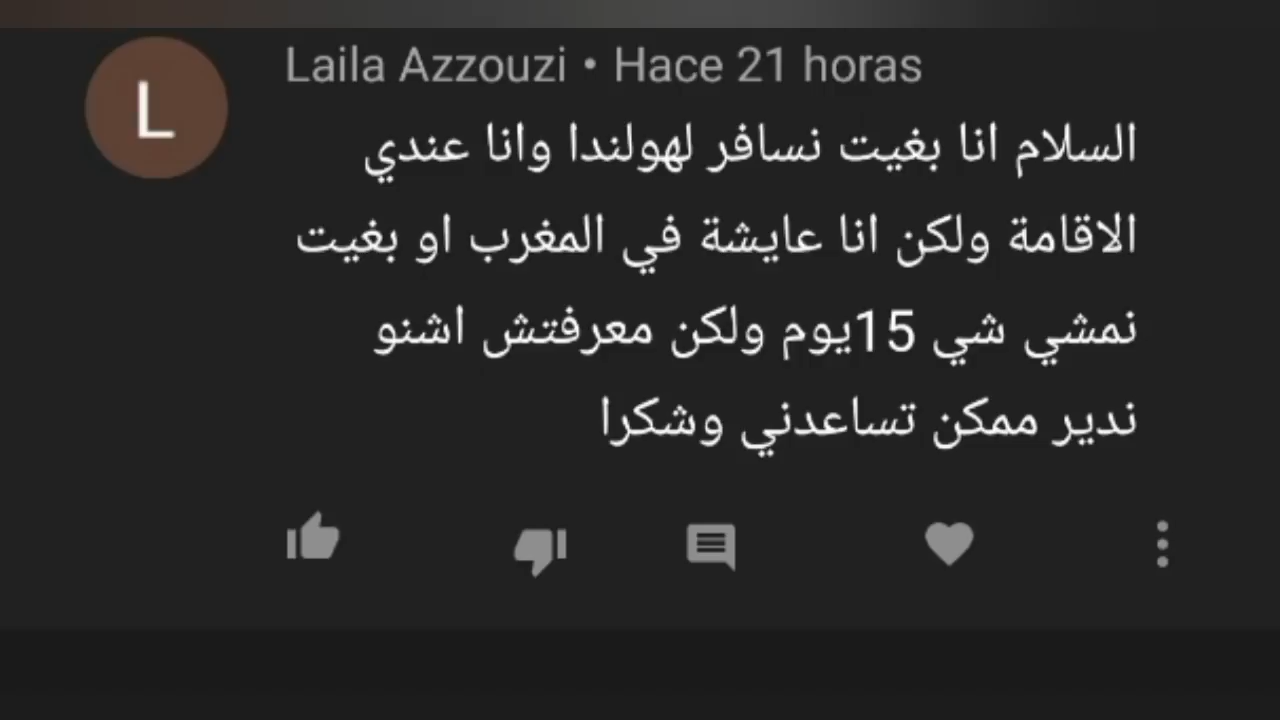 L
Laila Azzouzi • Hace 21 horas
السلام انا بغيت نسافر لهولندا وانا عندي
الاقامة ولكن انا عايشة في المغرب او بغيت
نمشي شي 15يوم ولكن معرفتش اشنو
ندير ممكن تساعدني وشكرا